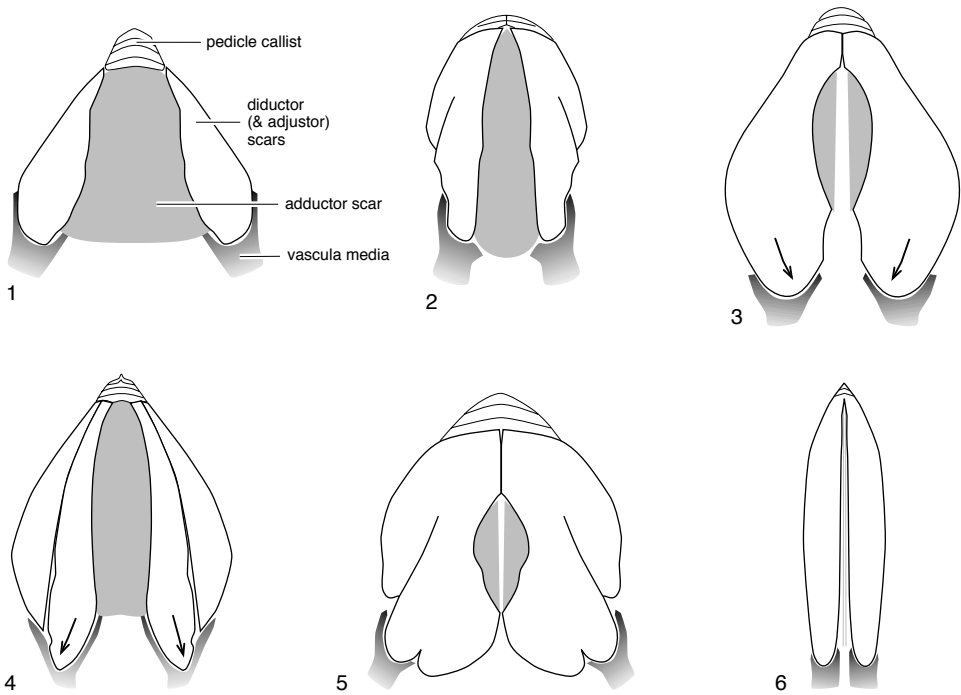 pedicle callist
diductor
(& adjustor)
scars
adductor scar
vascula media
1
2
3
4
5
6